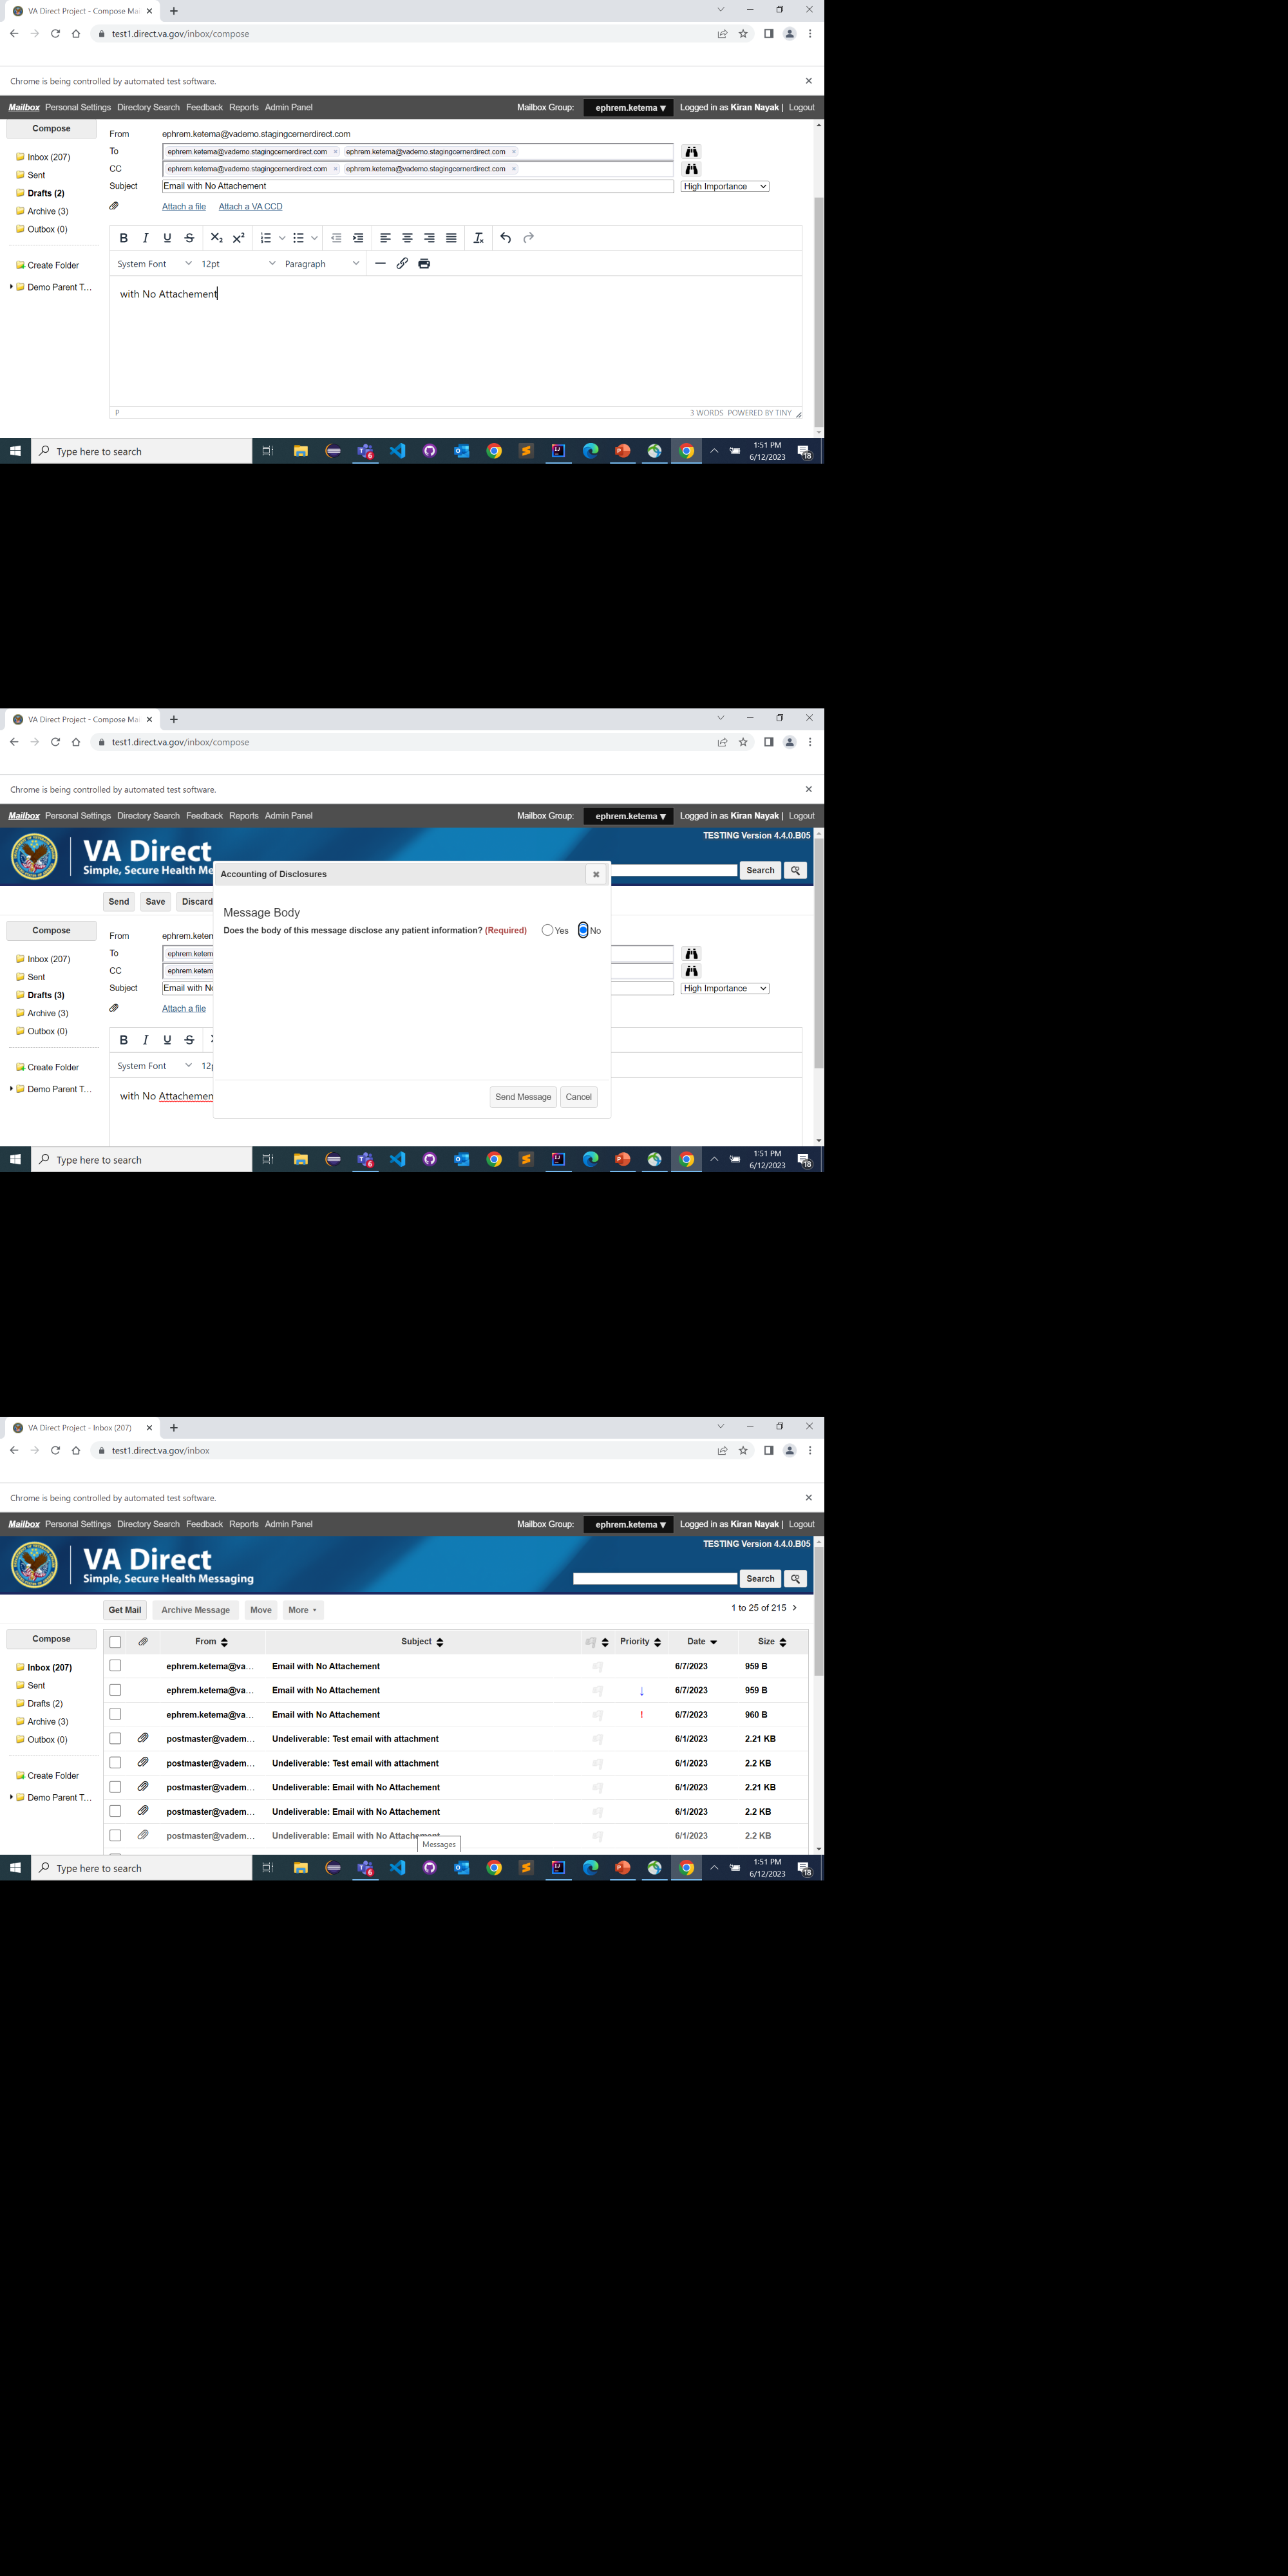 VA Direct Project - Compose Ma
test1.direct.va.gov/inbox/compose
Chrome is being controlled by automated test software.
Mailbox Personal Settings Directory Search Feedback Reports Admin Panel Mailbox Group: ephrem.ketema ▼ Logged in as Kiran Nayak | Logout
Compose
From ephrem.ketema@vademo.stagingcernerdirect.com
To ephrem.ketema@vademo.stagingcernerdirect.com × ephrem.ketema@vademo.stagingcernerdirect.com ×
CC ephrem.ketema@vademo.stagingcernerdirect.com × ephrem.ketema@vademo.stagingcernerdirect.com ×
Subject Email with No Attachement High Importance
Attach a file Attach a VA CCD
Inbox (207)
Sent
Drafts (2)
Archive (3)
Outbox (0)
Create Folder
Demo Parent T...
B I U S X₂ X²
System Font 12pt Paragraph
with No Attachement
P 3 WORDS POWERED BY TINY
Type here to search
1:51 PM
6/12/2023
18
VA Direct Project - Compose Ma
test1.direct.va.gov/inbox/compose
Chrome is being controlled by automated test software.
Mailbox Personal Settings Directory Search Feedback Reports Admin Panel Mailbox Group: ephrem.ketema ▼ Logged in as Kiran Nayak | Logout
TESTING Version 4.4.0.B05
VA Direct
Simple, Secure Health Me
Search
Accounting of Disclosures
Send Save Discard
Message Body
Does the body of this message disclose any patient information? (Required) Yes No
Send Message Cancel
Compose
From ephrem.keten
To ephrem.ketem
CC ephrem.ketem
Subject Email with No High Importance
Attach a file
Inbox (207)
Sent
Drafts (3)
Archive (3)
Outbox (0)
Create Folder
Demo Parent T...
B I U S
System Font 12p
with No Attachemen
Type here to search
1:51 PM
6/12/2023
18
VA Direct Project - Inbox (207)
test1.direct.va.gov/inbox
Chrome is being controlled by automated test software.
Mailbox Personal Settings Directory Search Feedback Reports Admin Panel Mailbox Group: ephrem.ketema ▼ Logged in as Kiran Nayak | Logout
TESTING Version 4.4.0.B05
VA Direct
Simple, Secure Health Messaging
Search
Get Mail Archive Message Move More 1 to 25 of 215
Compose
Inbox (207)
Sent
Drafts (2)
Archive (3)
Outbox (0)
Create Folder
Demo Parent T...
From Subject Priority Date Size
ephrem.ketema@va... Email with No Attachement 6/7/2023 959 B
ephrem.ketema@va... Email with No Attachement ↓ 6/7/2023 959 B
ephrem.ketema@va... Email with No Attachement ! 6/7/2023 960 B
postmaster@vadem... Undeliverable: Test email with attachment 6/1/2023 2.21 KB
postmaster@vadem... Undeliverable: Test email with attachment 6/1/2023 2.2 KB
postmaster@vadem... Undeliverable: Email with No Attachement 6/1/2023 2.21 KB
postmaster@vadem... Undeliverable: Email with No Attachement 6/1/2023 2.2 KB
postmaster@vadem... Undeliverable: Email with No Attachement 6/1/2023 2.2 KB
Messages
Type here to search
1:51 PM
6/12/2023
18